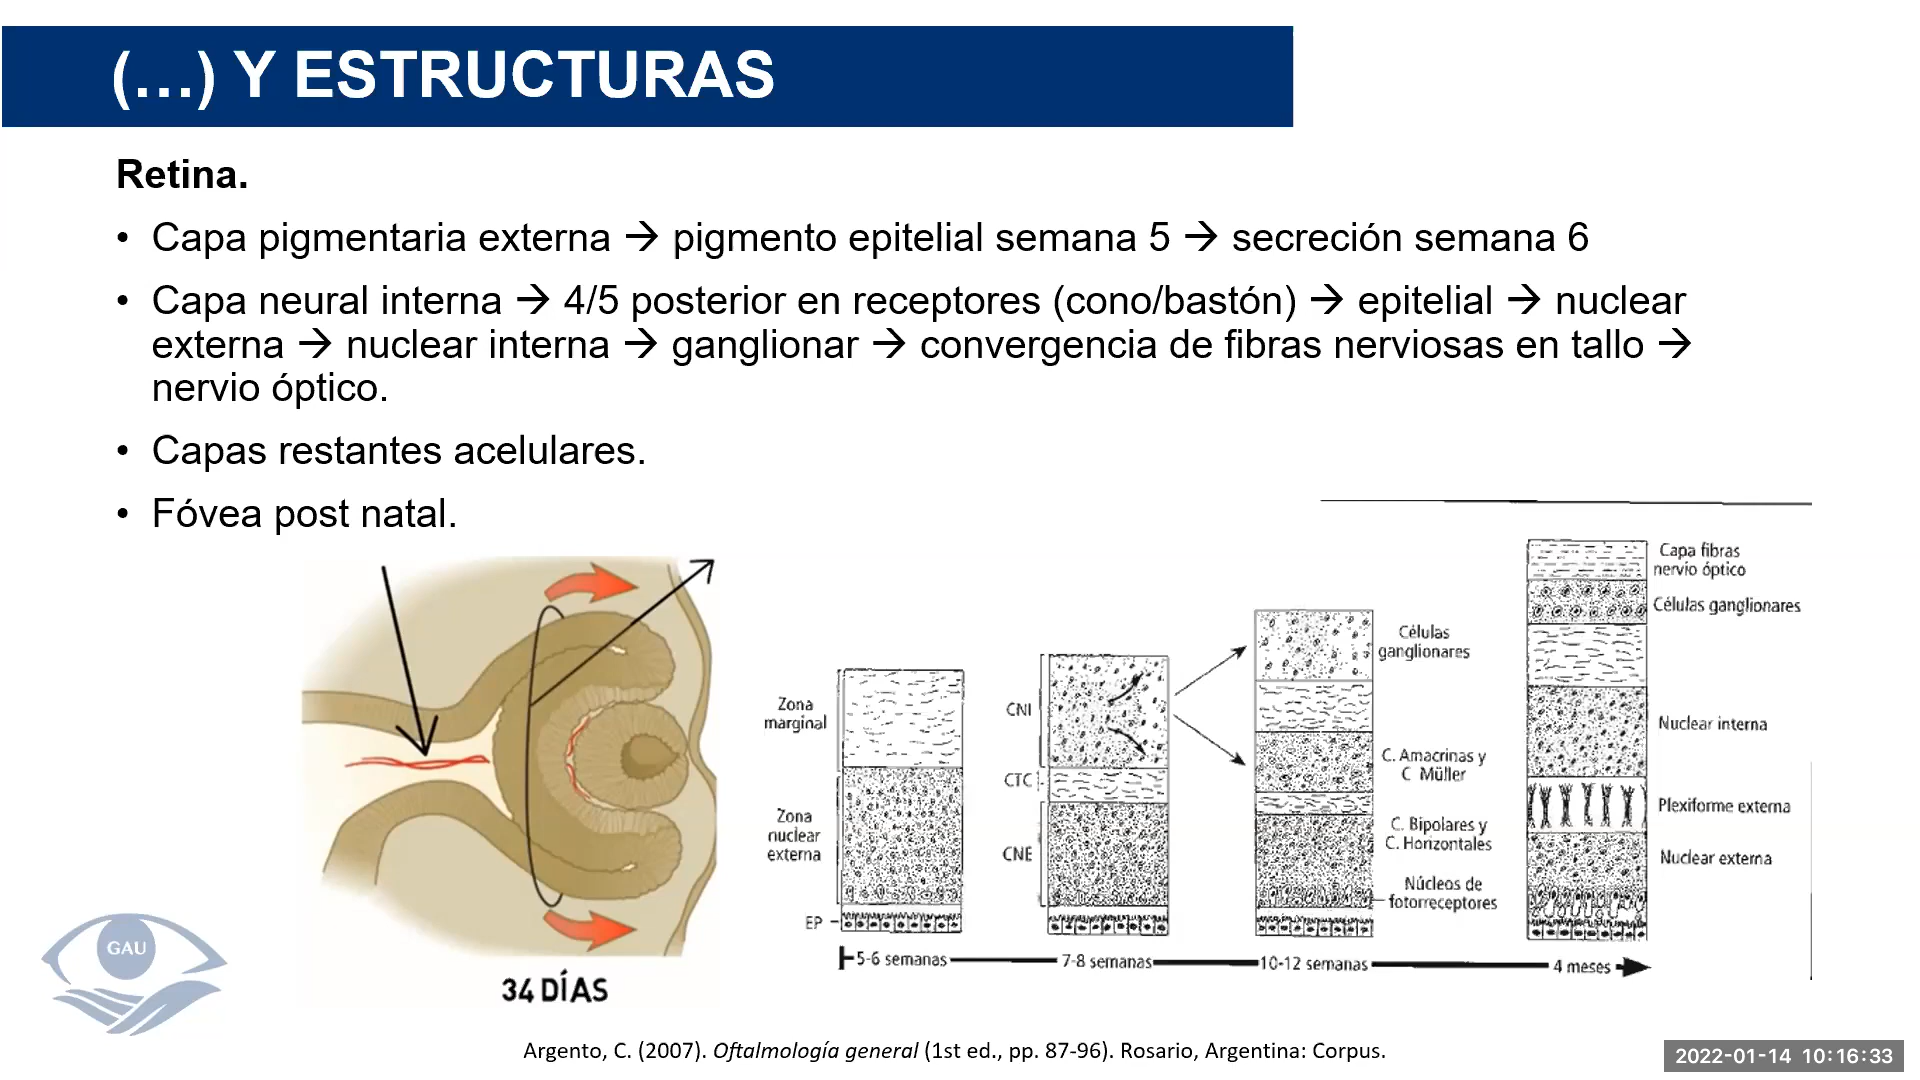 (…) Y ESTRUCTURAS
Retina.
• Capa pigmentaria externa → pigmento epitelial semana 5 → secreción semana 6
• Capa neural interna → 4/5 posterior en receptores (cono/bastón) → epitelial → nuclear
externa → nuclear interna → ganglionar → convergencia de fibras nerviosas en tallo →
nervio óptico.
• Capas restantes acelulares.
• Fóvea post natal.
34 DÍAS
Zona
marginal
Zona
nuclear
externa
EP
5-6 semanas
CNI
CTC
CNE
7-8 semanas
Células
ganglionares
C. Amacrinas y
C Müller
C. Bipolares y
C. Horizontales
Núcleos de
fotorreceptores
10-12 semanas
Capa fibras
nervio óptico
Células ganglionares
Nuclear interna
Plexiforme externa
Nuclear externa
4 meses
GAU
Argento, C. (2007). Oftalmología general (1st ed., pp. 87-96). Rosario, Argentina: Corpus.
2022-01-14 10:16:33